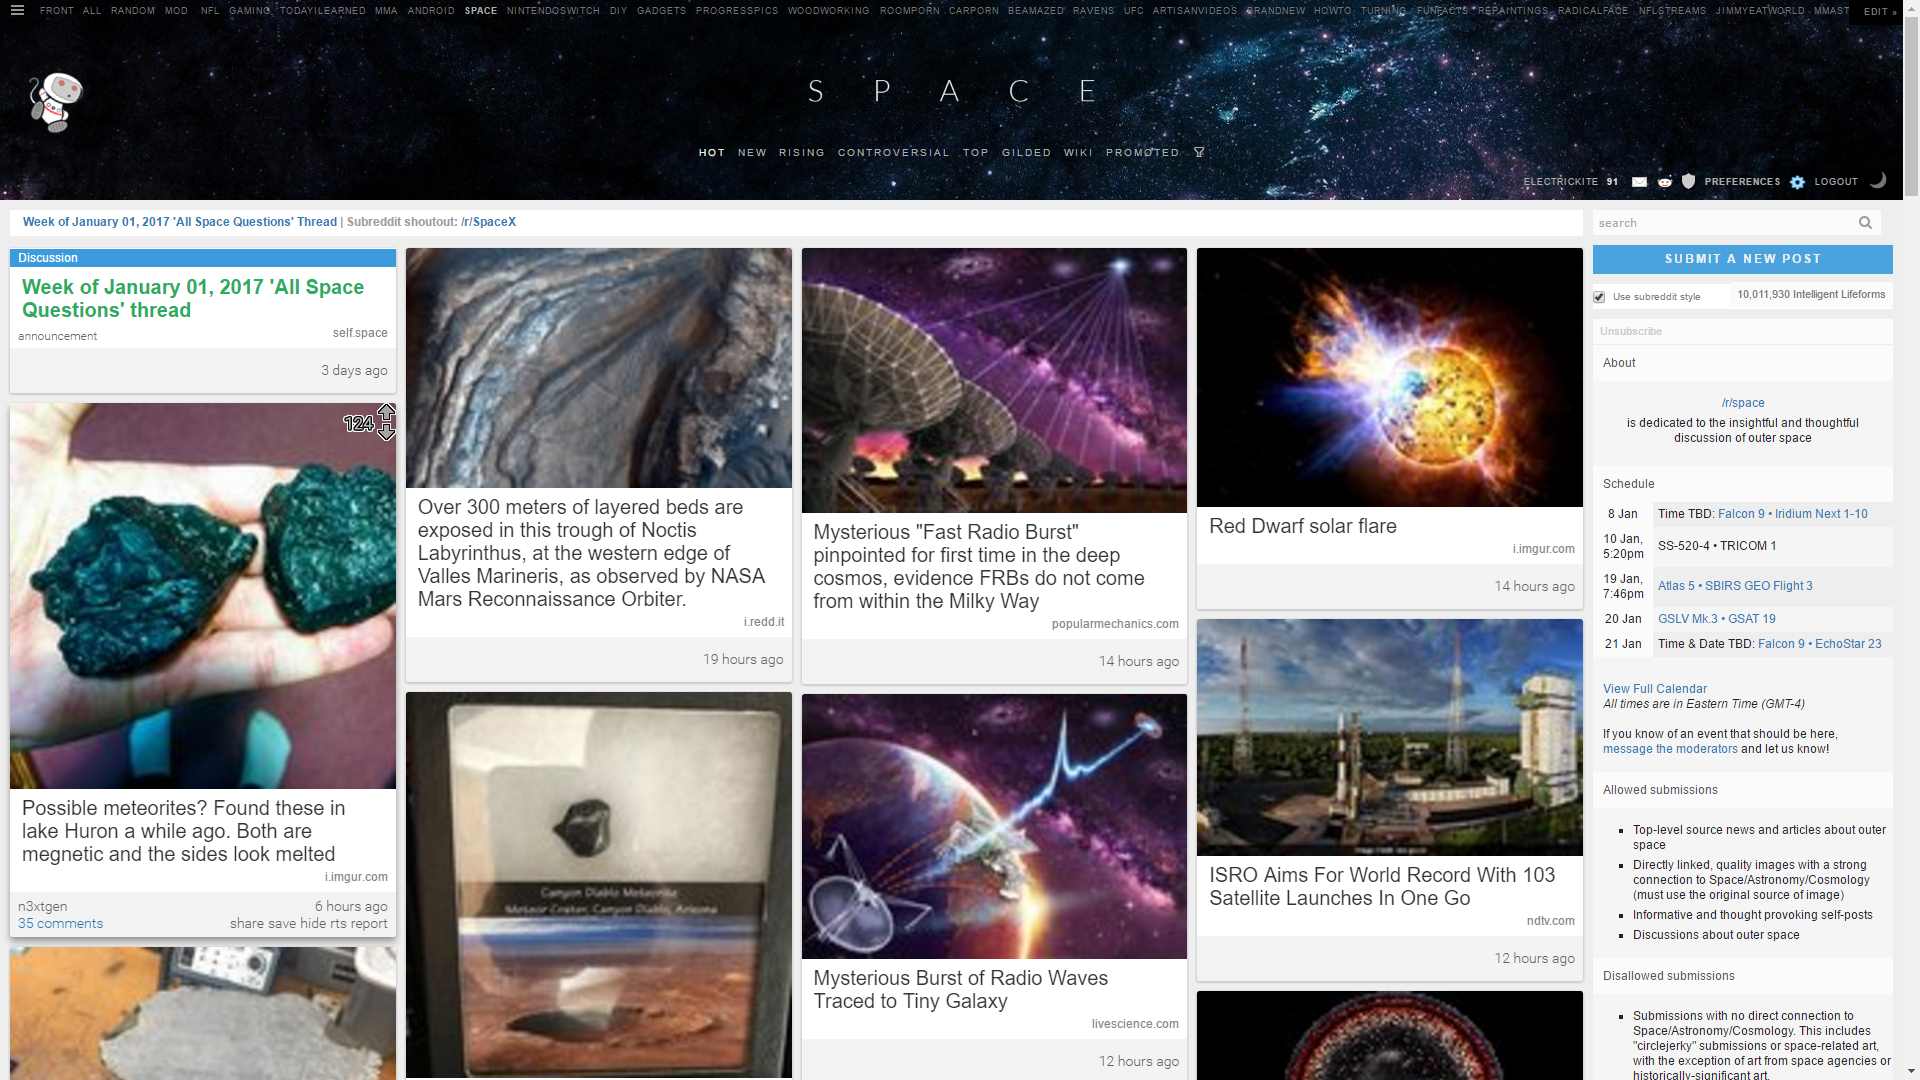 FRONT ALL RANDOM MOD NFL GAMING TODAYILEARNED MMA ANDROID SPACE NINTENDOSWITCH DIY GADGETS PROGRESSPICS WOODWORKING ROOMPORN CARPORN BEAMAZED RAVENS UFC ARTISANVIDEOS BRANDNEW HOWTO TURNING FUNFACTS REPAINTINGS RADICALFACE NFLSTREAMS JIMMYEATWORLD MMAST EDIT »
SPACE
HOT NEW RISING CONTROVERSIAL TOP GILDED WIKI PROMOTED
ELECTRICKITE 91 PREFERENCES LOGOUT
Week of January 01, 2017 'All Space Questions' Thread | Subreddit shoutout: /r/SpaceX
Discussion
Week of January 01, 2017 'All Space
Questions' thread
announcement
self.space
3 days ago
124
Possible meteorites? Found these in
lake Huron a while ago. Both are
megnetic and the sides look melted
i.imgur.com
n3xtgen 6 hours ago
35 comments share save hide rts report
Over 300 meters of layered beds are
exposed in this trough of Noctis
Labyrinthus, at the western edge of
Valles Marineris, as observed by NASA
Mars Reconnaissance Orbiter.
i.redd.it
19 hours ago
Canyon Diablo Meteorite
Meteor Crater, Canyon Diablo, Arizona
Mysterious "Fast Radio Burst"
pinpointed for first time in the deep
cosmos, evidence FRBs do not come
from within the Milky Way
popularmechanics.com
14 hours ago
Mysterious Burst of Radio Waves
Traced to Tiny Galaxy
livescience.com
12 hours ago
Red Dwarf solar flare
i.imgur.com
14 hours ago
ISRO Aims For World Record With 103
Satellite Launches In One Go
ndtv.com
12 hours ago
search
SUBMIT A NEW POST
Use subreddit style 10,011,930 Intelligent Lifeforms
Unsubscribe
About
/r/space
is dedicated to the insightful and thoughtful
discussion of outer space
Schedule
8 Jan Time TBD: Falcon 9 • Iridium Next 1-10
10 Jan,
5:20pm SS-520-4 • TRICOM 1
19 Jan,
7:46pm Atlas 5 • SBIRS GEO Flight 3
20 Jan GSLV Mk.3 • GSAT 19
21 Jan Time & Date TBD: Falcon 9 • EchoStar 23
View Full Calendar
All times are in Eastern Time (GMT-4)
If you know of an event that should be here,
message the moderators and let us know!
Allowed submissions
Top-level source news and articles about outer
space
Directly linked, quality images with a strong
connection to Space/Astronomy/Cosmology
(must use the original source of image)
Informative and thought provoking self-posts
Discussions about outer space
Disallowed submissions
Submissions with no direct connection to
Space/Astronomy/Cosmology. This includes
"circlejerky" submissions or space-related art,
with the exception of art from space agencies or
historically-significant art.